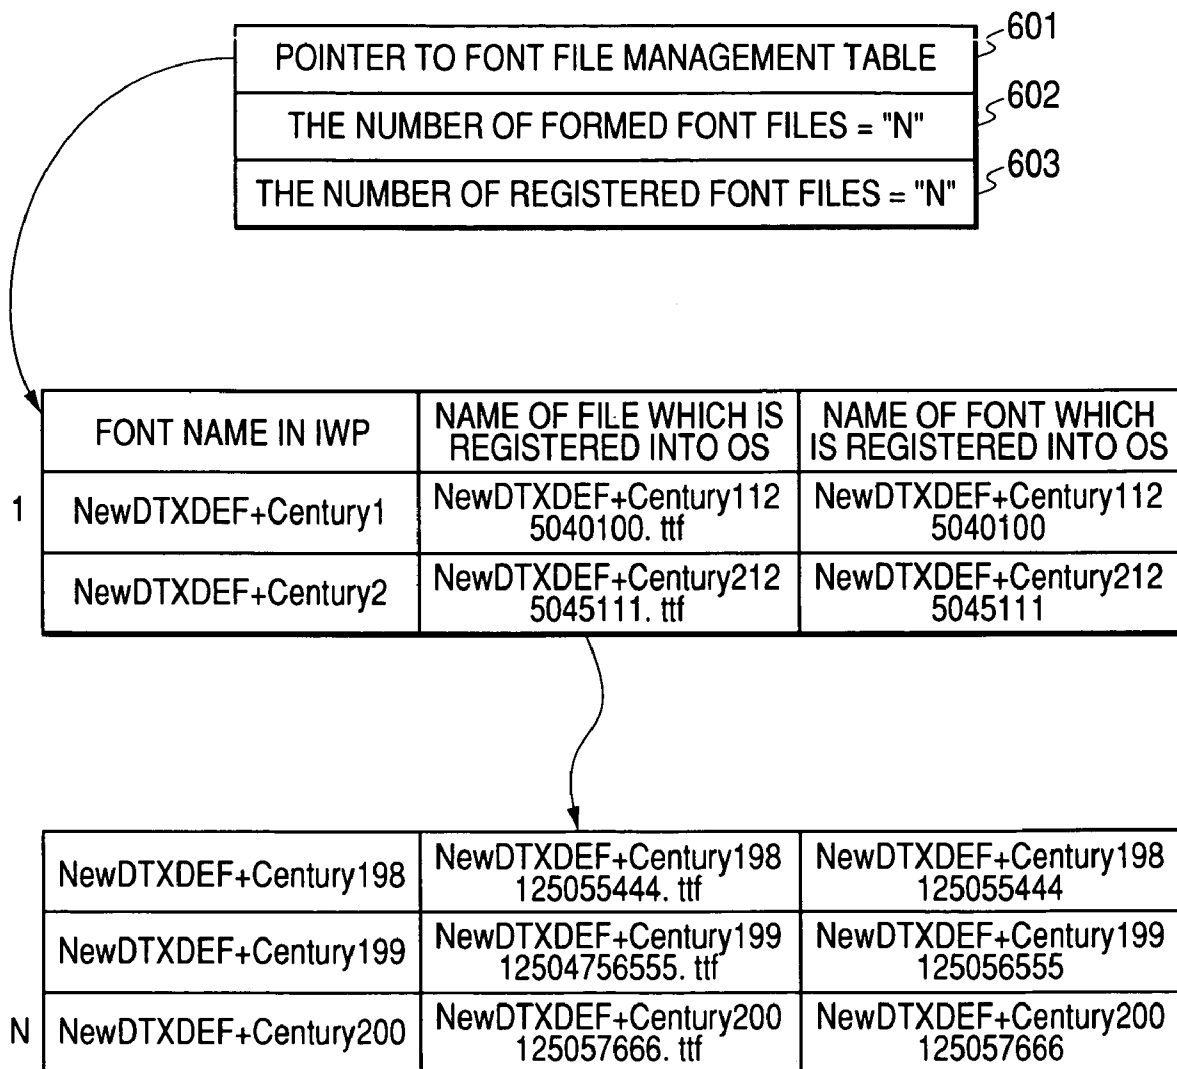 POINTER TO FONT FILE MANAGEMENT TABLE
601
THE NUMBER OF FORMED FONT FILES = "N"
602
THE NUMBER OF REGISTERED FONT FILES = "N"
603
FONT NAME IN IWP
NAME OF FILE WHICH IS
REGISTERED INTO OS
NAME OF FONT WHICH
IS REGISTERED INTO OS
1
NewDTXDEF+Century1
NewDTXDEF+Century112
5040100. ttf
NewDTXDEF+Century112
5040100
NewDTXDEF+Century2
NewDTXDEF+Century212
5045111. ttf
NewDTXDEF+Century212
5045111
NewDTXDEF+Century198
NewDTXDEF+Century198
125055444. ttf
NewDTXDEF+Century198
125055444
NewDTXDEF+Century199
NewDTXDEF+Century199
12504756555. ttf
NewDTXDEF+Century199
125056555
N
NewDTXDEF+Century200
NewDTXDEF+Century200
125057666. ttf
NewDTXDEF+Century200
125057666